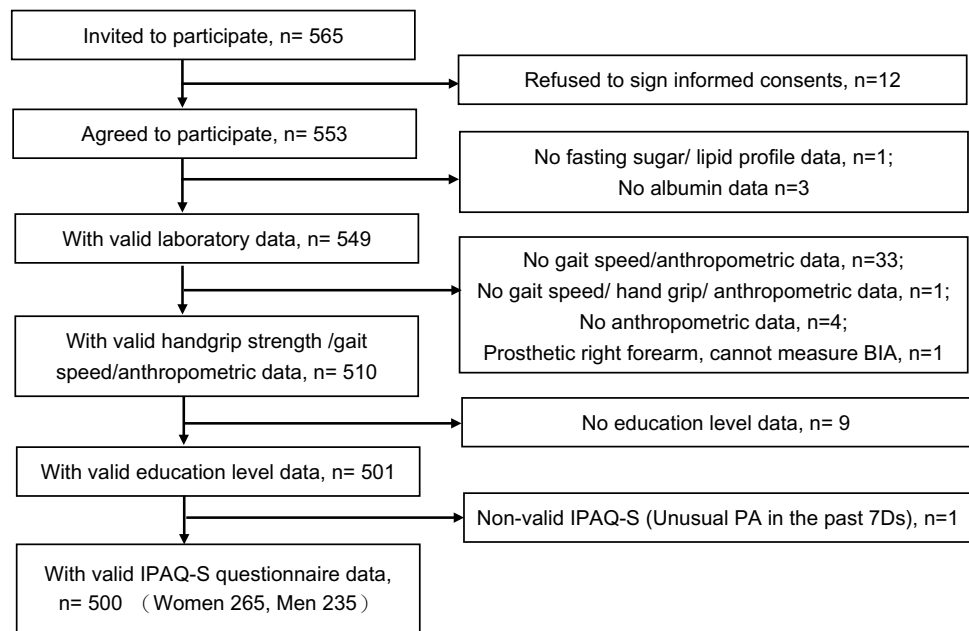 Invited to participate, n= 565
Refused to sign informed consents, n=12
Agreed to participate, n= 553
No fasting sugar/ lipid profile data, n=1;
No albumin data n=3
With valid laboratory data, n= 549
No gait speed/anthropometric data, n=33;
No gait speed/ hand grip/ anthropometric data, n=1;
No anthropometric data, n=4;
Prosthetic right forearm, cannot measure BIA, n=1
With valid handgrip strength /gait
speed/anthropometric data, n= 510
No education level data, n= 9
With valid education level data, n= 501
Non-valid IPAQ-S (Unusual PA in the past 7Ds), n=1
With valid IPAQ-S questionnaire data,
n= 500 （Women 265, Men 235）